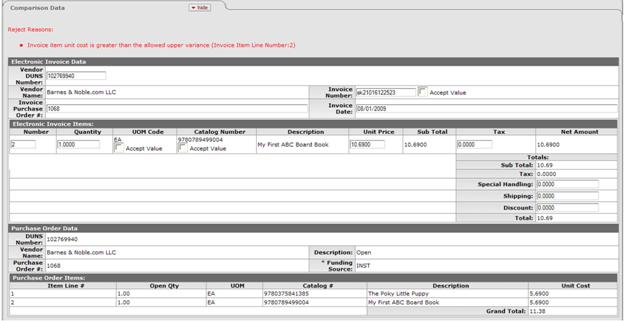 Comparison Data hide
Reject Reasons:
Invoice item unit cost is greater than the allowed upper variance (Invoice Item Line Number:2)
Electronic Invoice Data
Vendor DUNS Number: 102769940
Vendor Name: Barnes & Noble.com LLC Invoice Number: ak21016122523 Accept Value
Invoice Purchase Order #: 1068 Invoice Date: 08/01/2009
Electronic Invoice Items:
Number Quantity UOM Code Catalog Number Description Unit Price Sub Total Tax Net Amount
2 1.0000 EA Accept Value 9780789499004 Accept Value My First ABC Board Book 10.6900 10.6900 0.0000 10.6900
Totals:
Sub Total: 10.69
Tax: 0.0000
Special Handling: 0.0000
Shipping: 0.0000
Discount: 0.0000
Total: 10.69
Purchase Order Data
DUNS Number: 102769940
Vendor Name: Barnes & Noble.com LLC Description: Open
Purchase Order #: 1068 * Funding Source: INST
Purchase Order Items:
Item Line # Open Qty UOM Catalog # Description Unit Cost
1 1.00 EA 9780375841385 The Poky Little Puppy 5.6900
2 1.00 EA 9780789499004 My First ABC Board Book 5.6900
Grand Total: 11.38